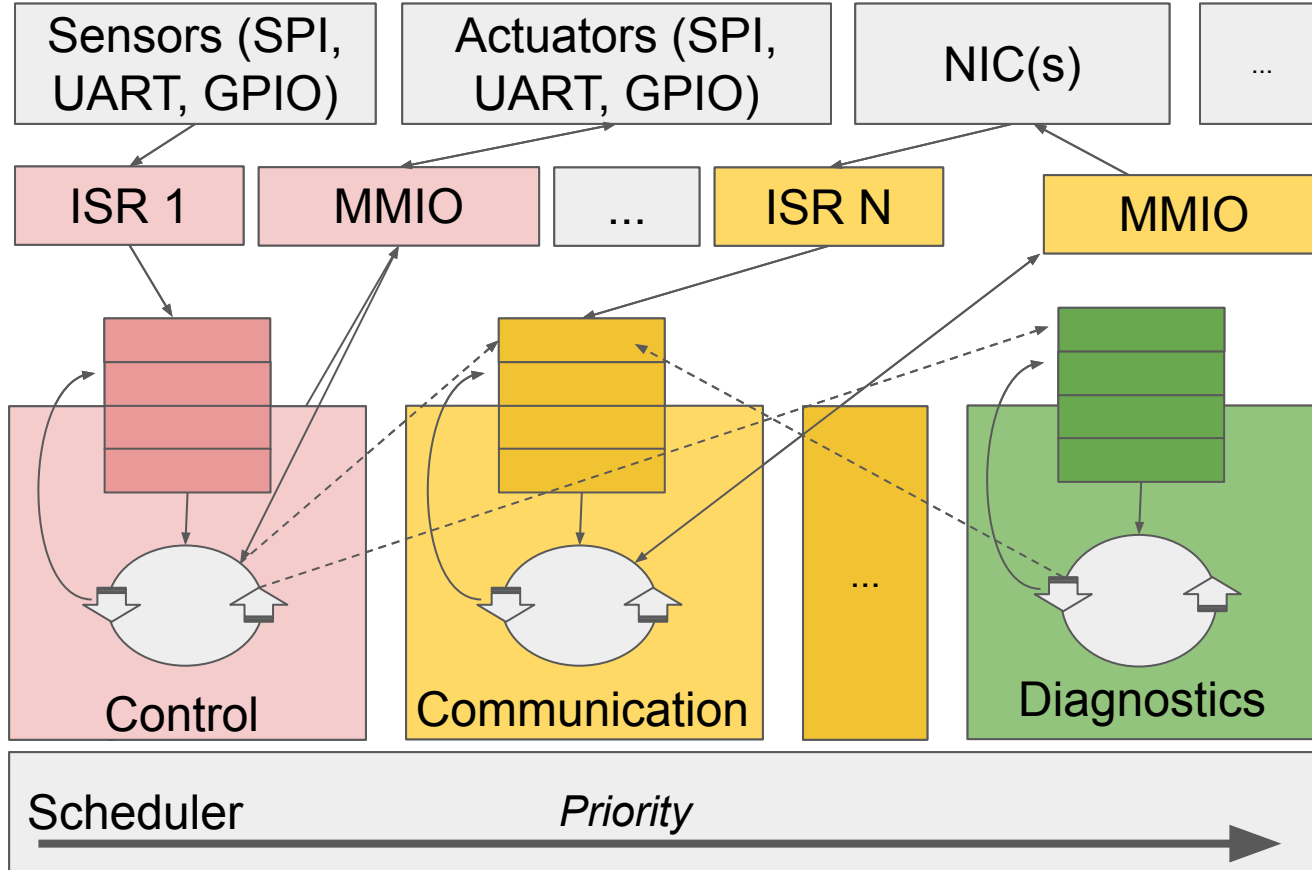 Sensors (SPI,
UART, GPIO)
Actuators (SPI,
UART, GPIO)
NIC(s)
...
ISR 1
MMIO
...
ISR N
MMIO
...
Control
Communication
Diagnostics
Scheduler
Priority